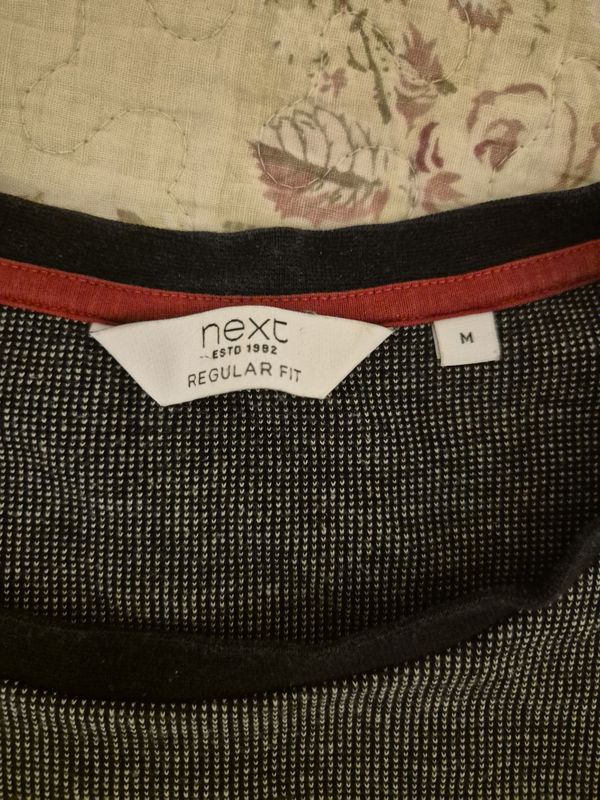 next
ESTD 1982
REGULAR FIT
M